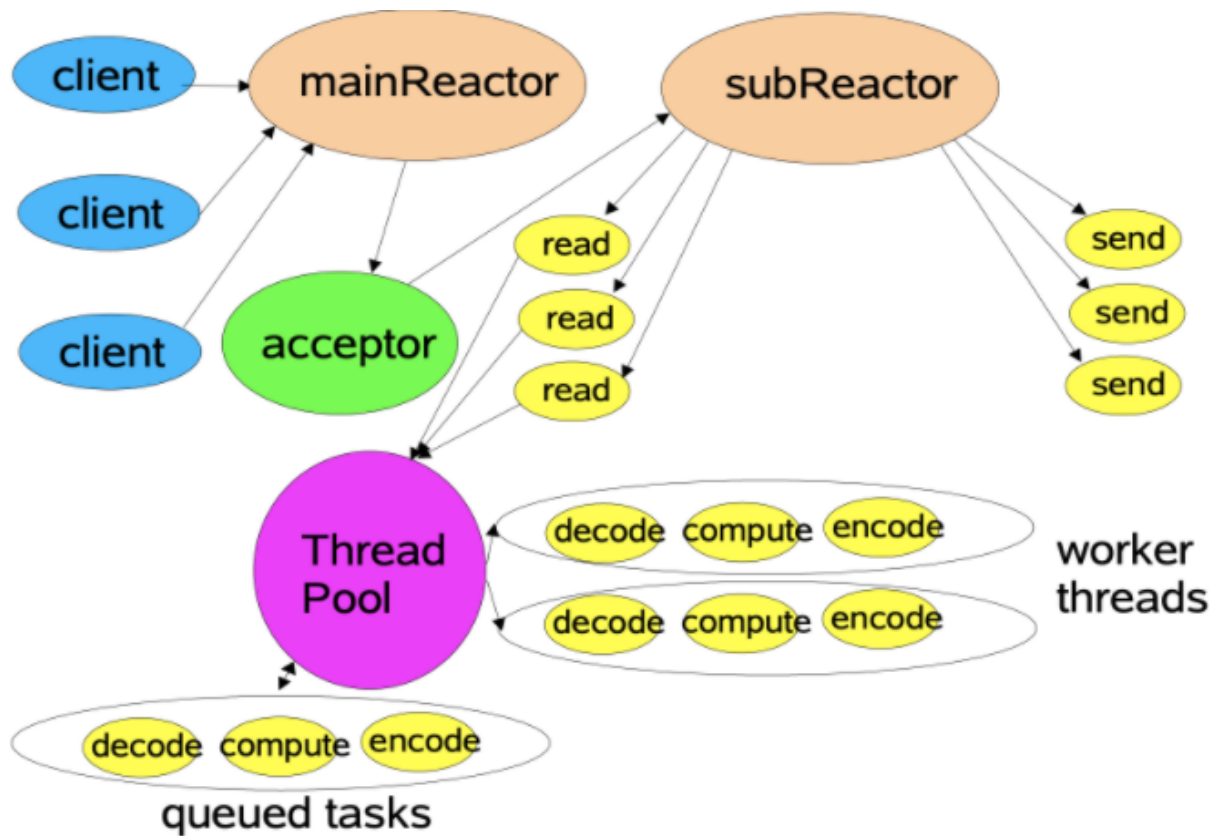 client
mainReactor
subReactor
client
read
send
client
acceptor
read
send
read
send
Thread
Pool
decode compute encode
worker
threads
decode compute encode
decode compute encode
queued tasks